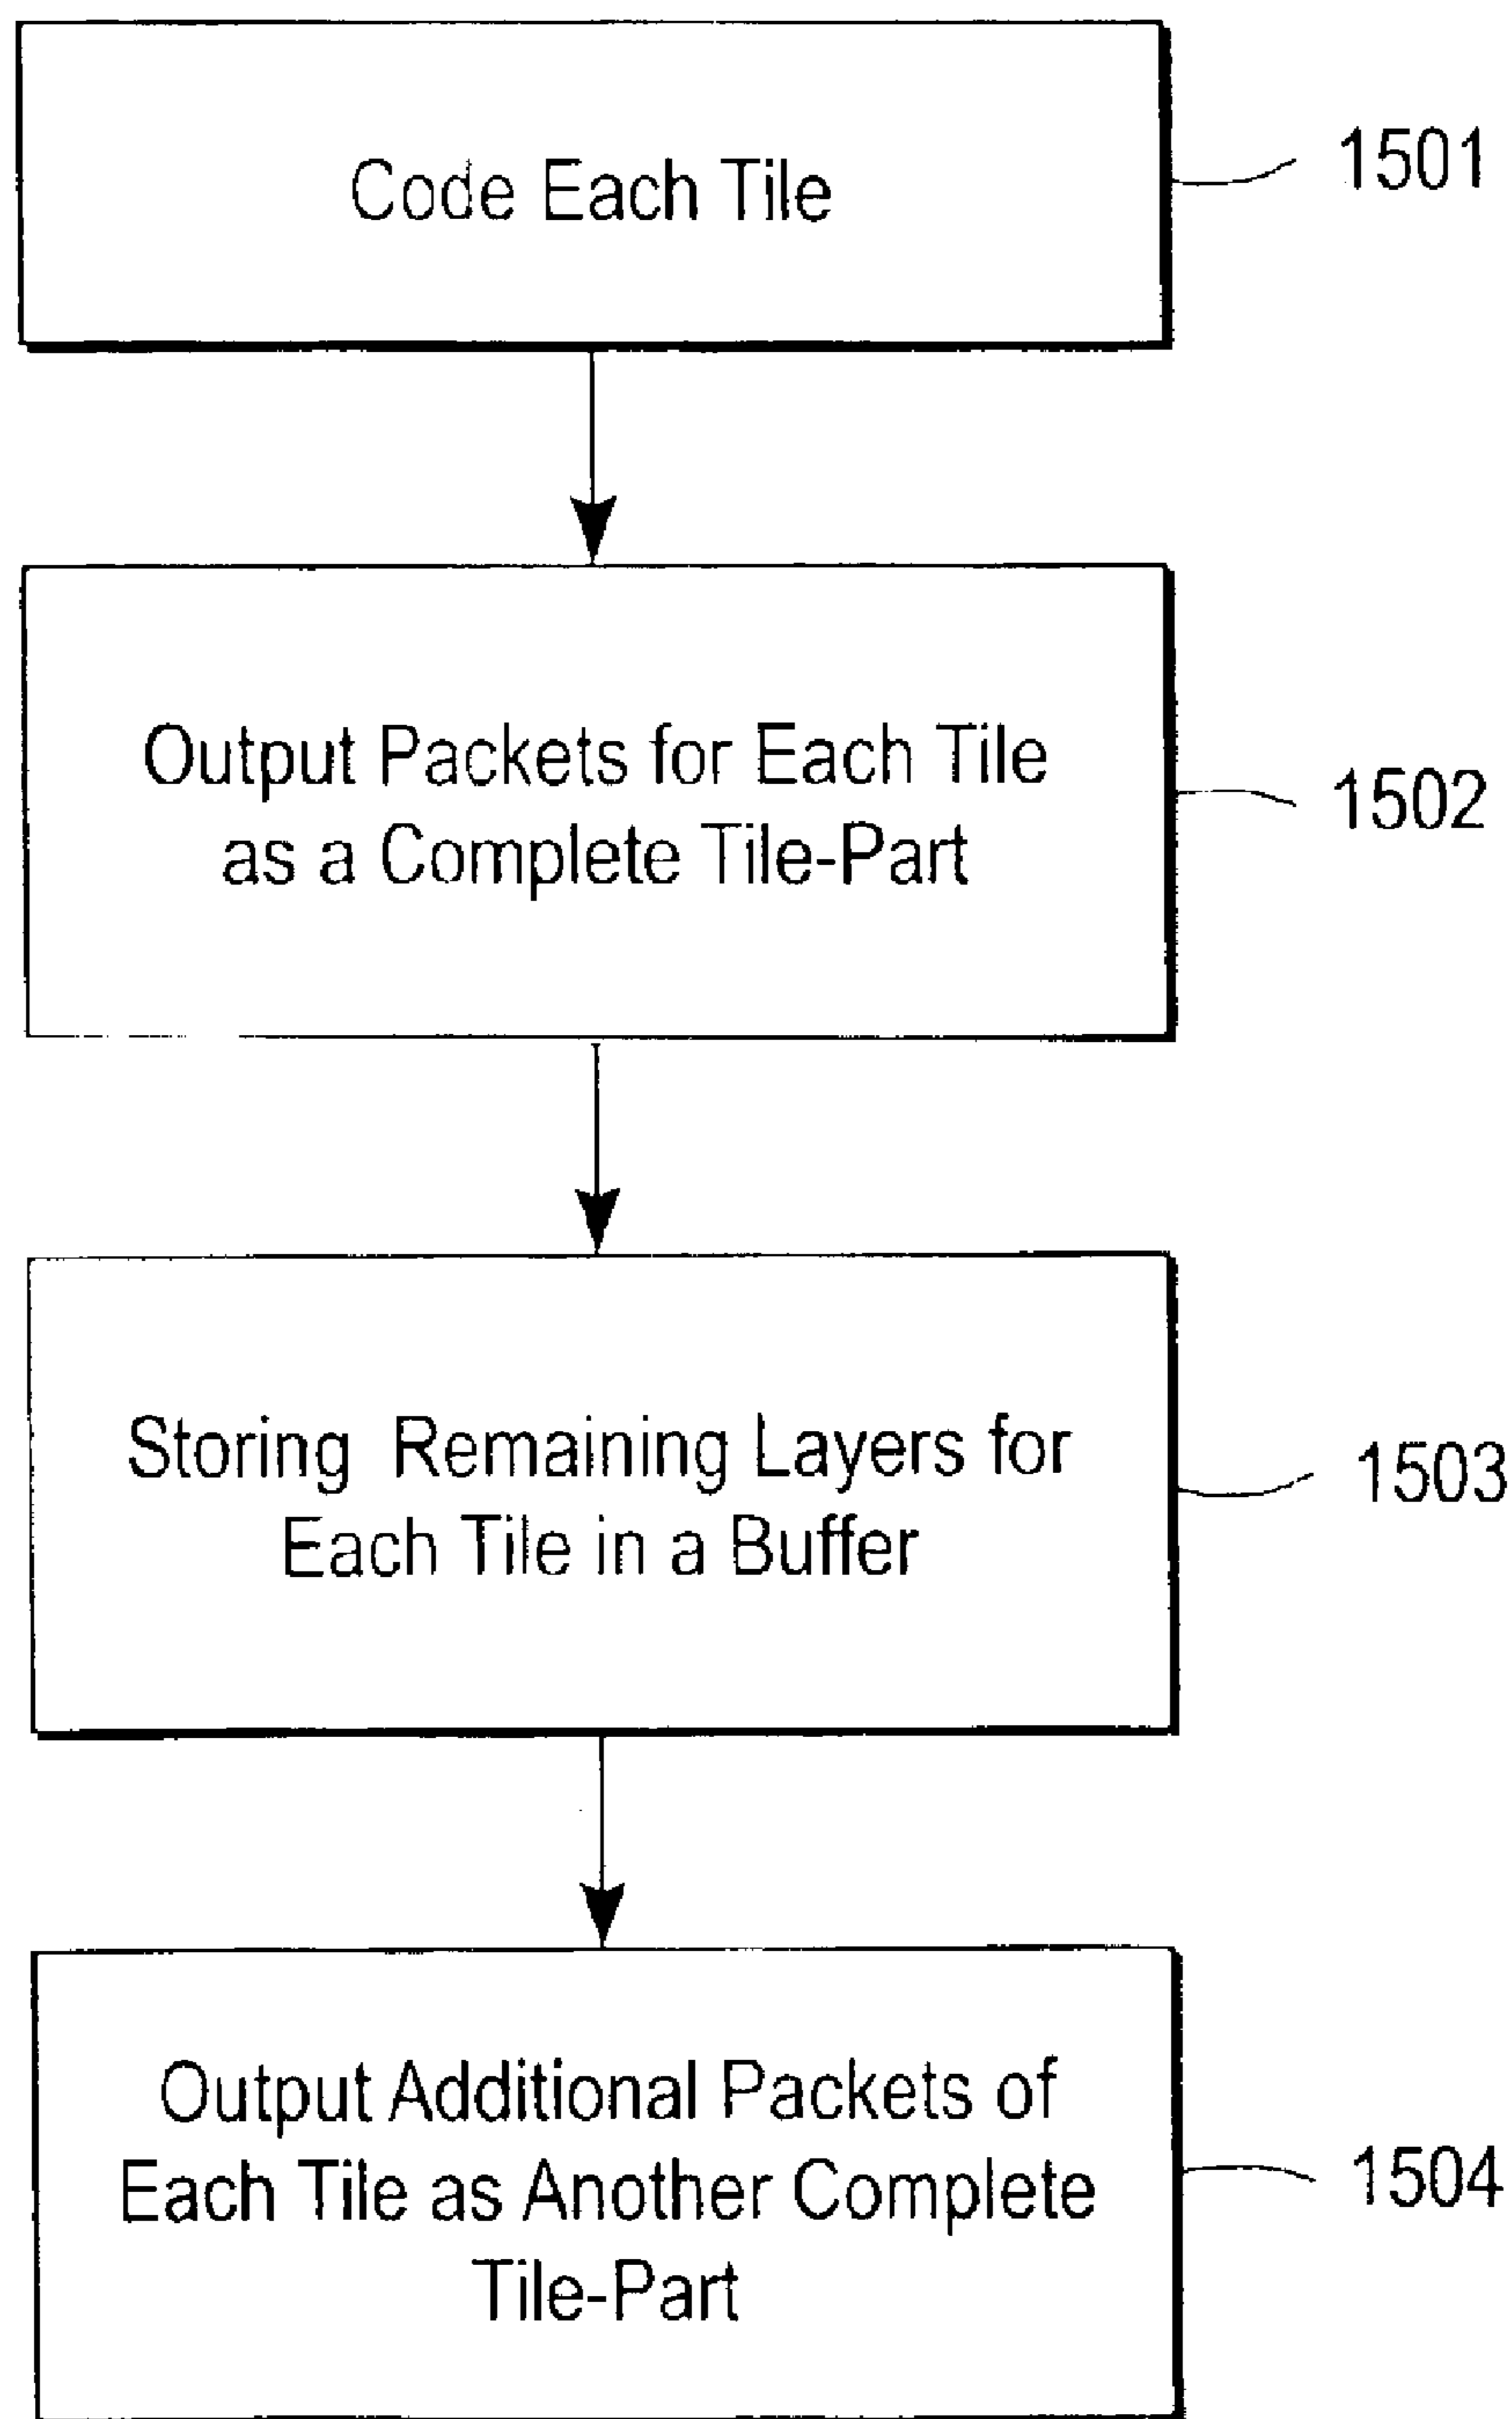 Code Each Tile
1501
Output Packets for Each Tile
as a Complete Tile-Part
1502
Storing Remaining Layers for
Each Tile in a Buffer
1503
Output Additional Packets of
Each Tile as Another Complete
Tile-Part
1504